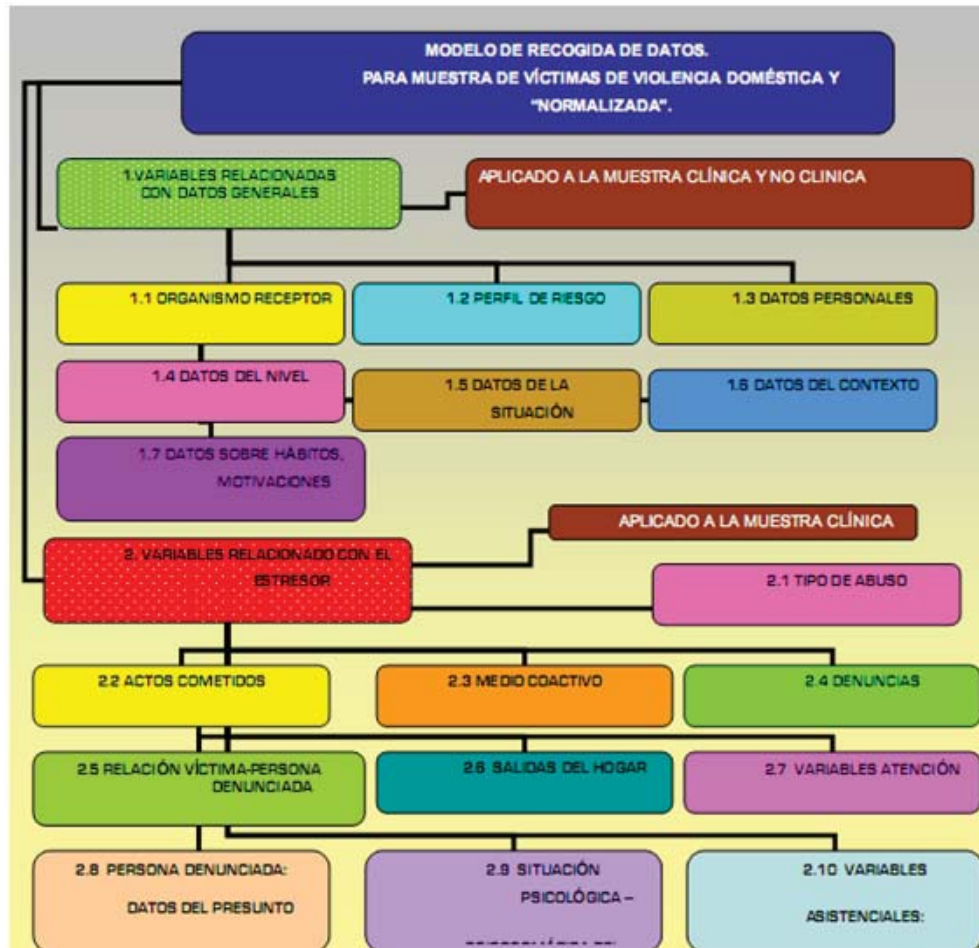 MODELO DE RECOGIDA DE DATOS.
PARA MUESTRA DE VÍCTIMAS DE VIOLENCIA DOMÉSTICA Y
“NORMALIZADA”.
1.VARIABLES RELACIONADAS
CON DATOS GENERALES
APLICADO A LA MUESTRA CLÍNICA Y NO CLINICA
1.1 ORGANISMO RECEPTOR
1.2 PERFIL DE RIESGO
1.3 DATOS PERSONALES
1.4 DATOS DEL NIVEL
1.5 DATOS DE LA
SITUACIÓN
1.6 DATOS DEL CONTEXTO
1.7 DATOS SOBRE HÁBITOS,
MOTIVACIONES
APLICADO A LA MUESTRA CLÍNICA
2. VARIABLES RELACIONADO CON EL
ESTRESOR
2.1 TIPO DE ABUSO
2.2 ACTOS COMETIDOS
2.3 MEDIO COACTIVO
2.4 DENUNCIAS
2.5 RELACIÓN VÍCTIMA-PERSONA
DENUNCIADA
2.6 SALIDAS DEL HOGAR
2.7 VARIABLES ATENCIÓN
2.8 PERSONA DENUNCIADA:
DATOS DEL PRESUNTO
2.9 SITUACIÓN
PSICOLÓGICA –
2.10 VARIABLES
ASISTENCIALES: